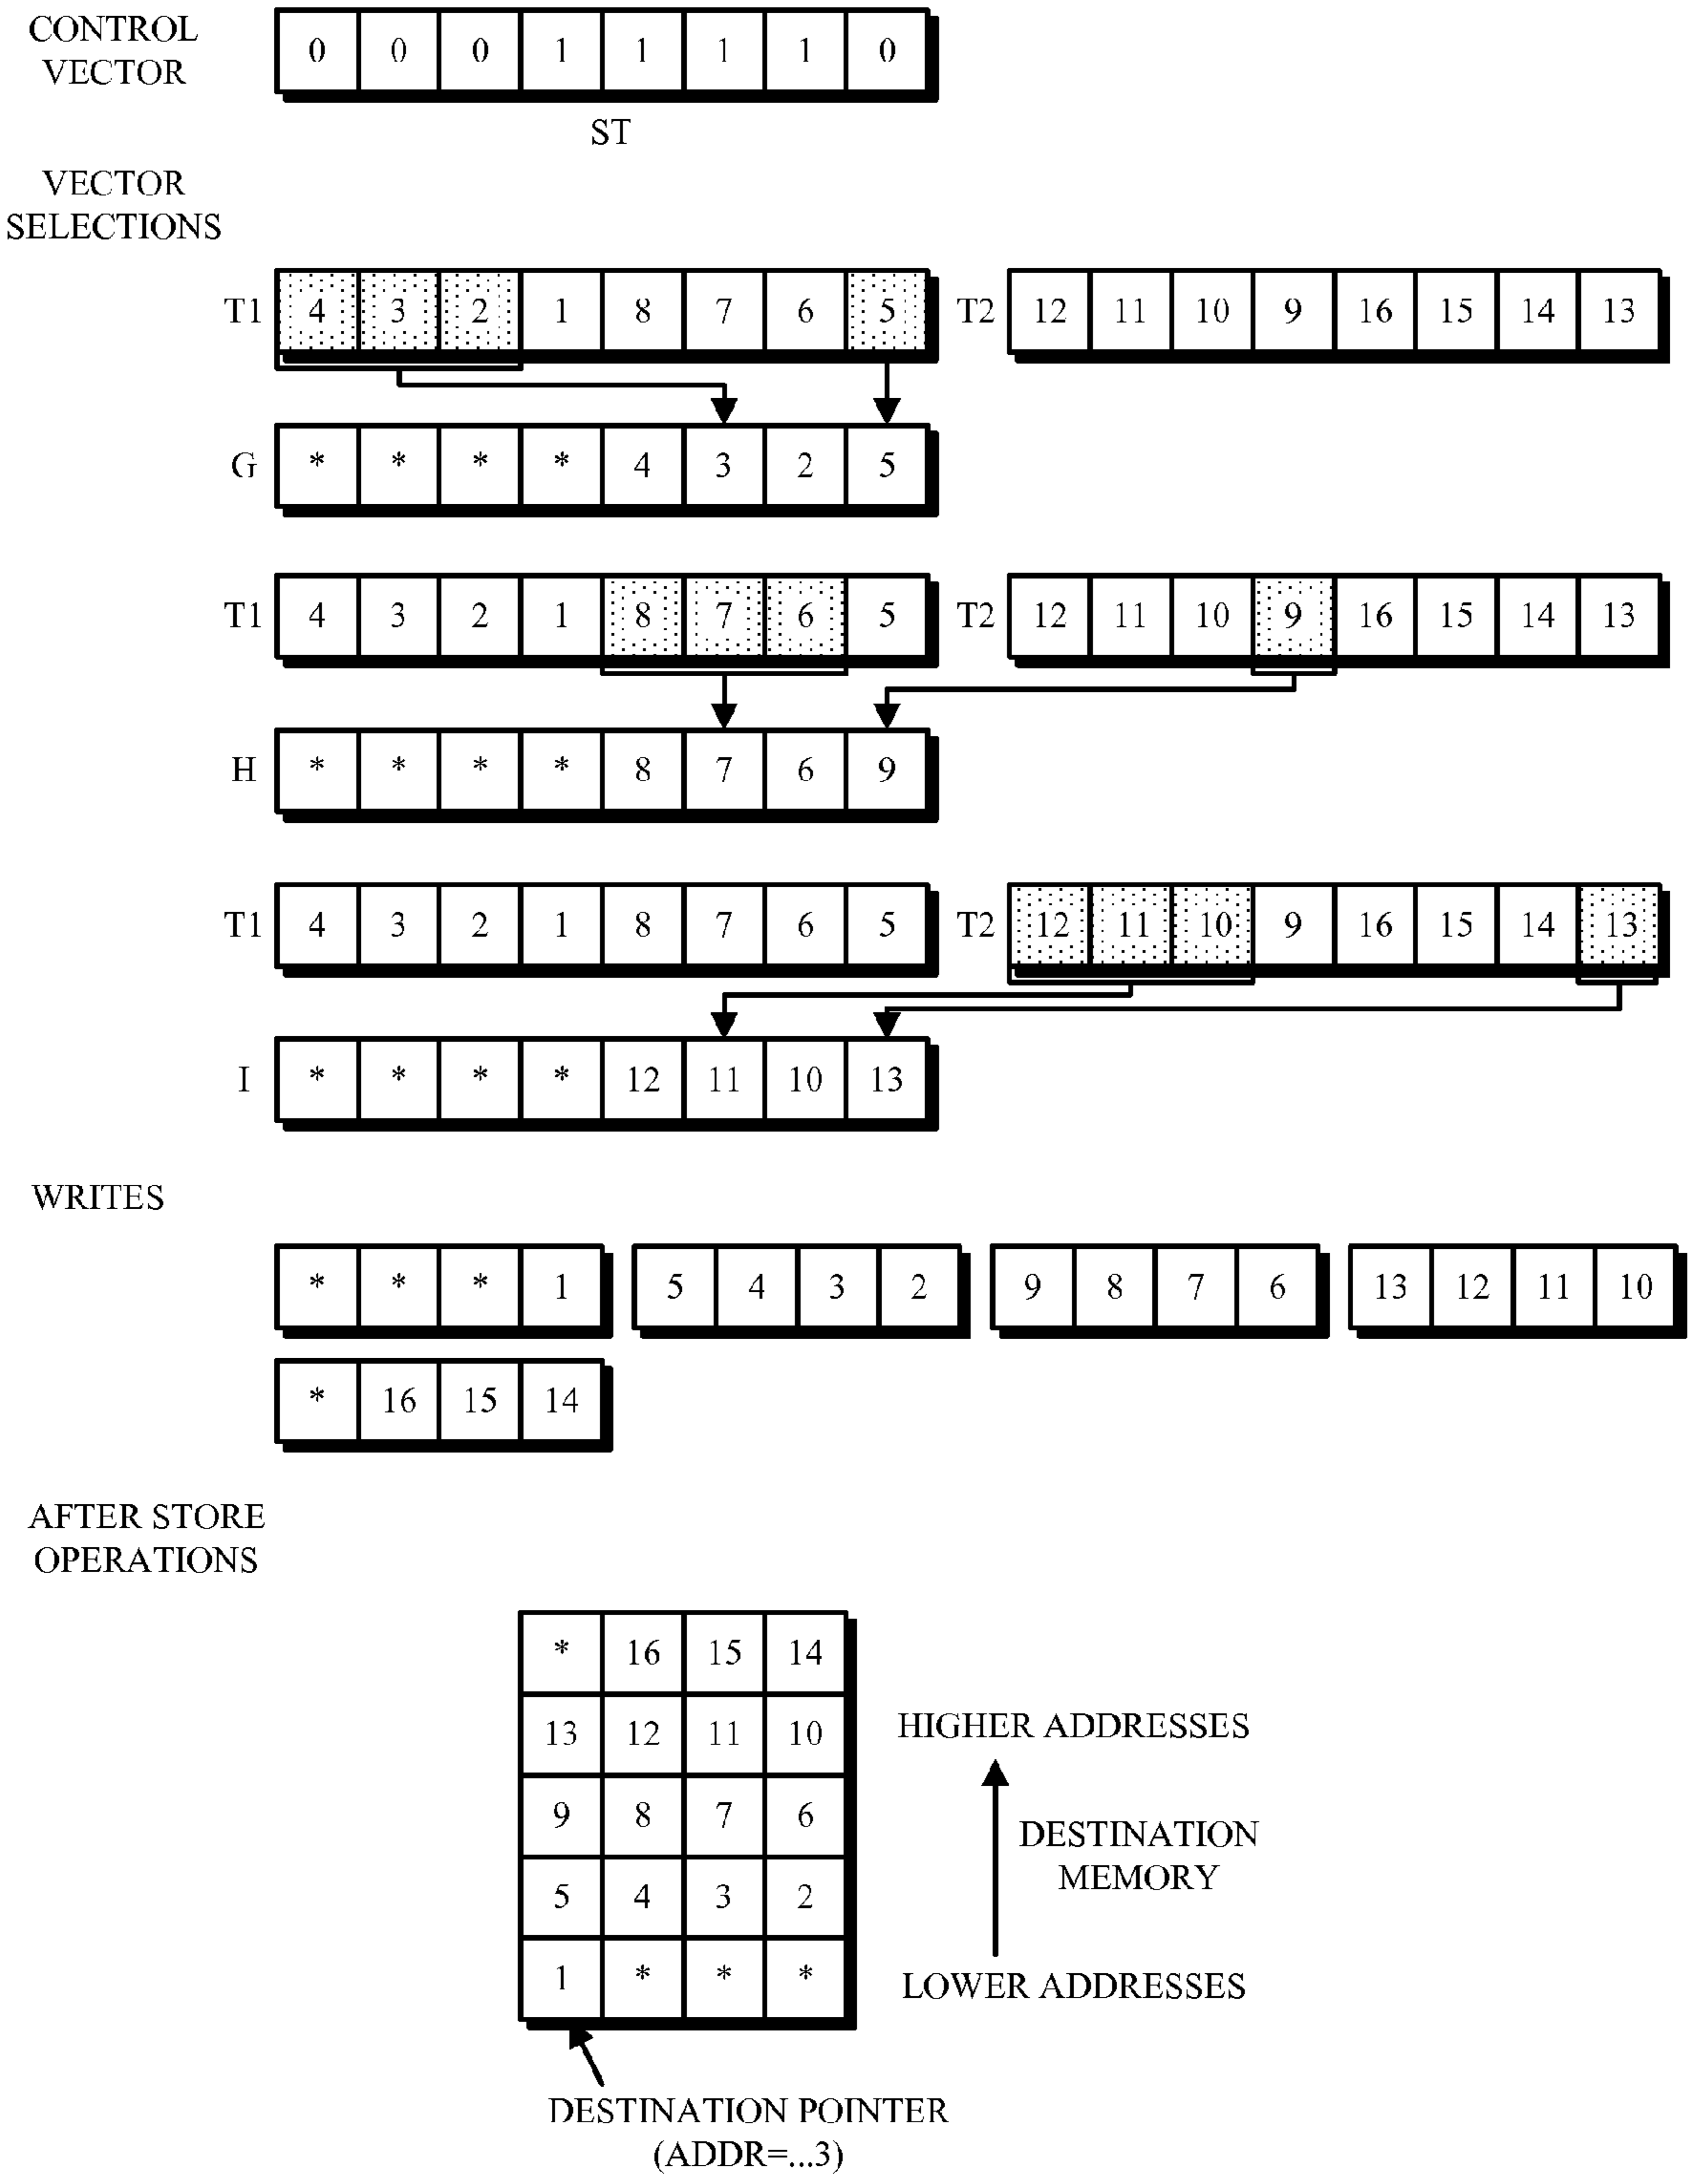 CONTROL
VECTOR
0 0 0 1 1 1 1 0
ST
VECTOR
SELECTIONS
T1 4 3 2 1 8 7 6 5 T2 12 11 10 9 16 15 14 13
G * * * * 4 3 2 5
T1 4 3 2 1 8 7 6 5 T2 12 11 10 9 16 15 14 13
H * * * * 8 7 6 9
T1 4 3 2 1 8 7 6 5 T2 12 11 10 9 16 15 14 13
I * * * * 12 11 10 13
WRITES
* * * 1 5 4 3 2 9 8 7 6 13 12 11 10
* 16 15 14
AFTER STORE
OPERATIONS
* 16 15 14
13 12 11 10
HIGHER ADDRESSES
9 8 7 6
DESTINATION
MEMORY
5 4 3 2
1 * * *
LOWER ADDRESSES
DESTINATION POINTER
(ADDR=...3)